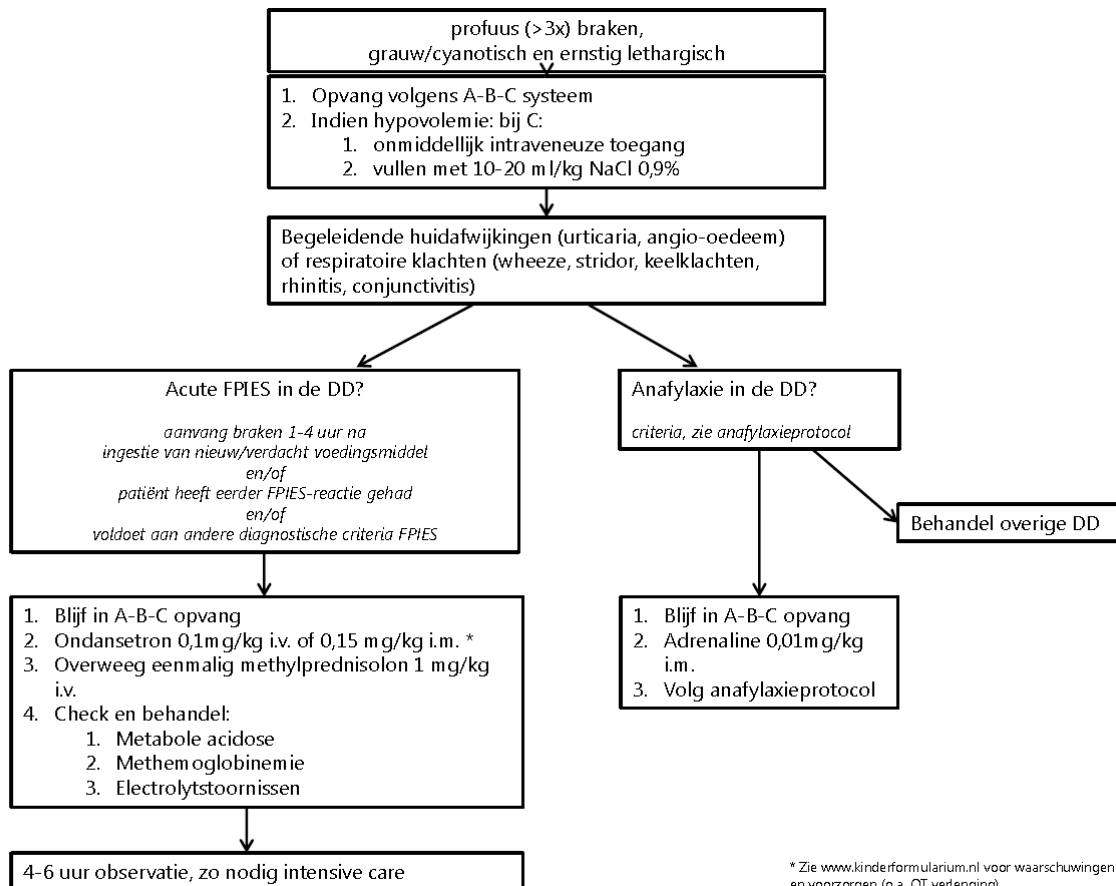 profuus (>3x) braken,
grauw/cyanotisch en ernstig lethargisch
1. Opvang volgens A-B-C systeem
2. Indien hypovolemie: bij C:
1. onmiddellijk intraveneuze toegang
2. vullen met 10-20 ml/kg NaCl 0,9%
Begeleidende huidafwijkingen (urticaria, angio-oedeem)
of respiratoire klachten (wheeze, stridor, keelklachten,
rhinitis, conjunctivitis)
Acute FPIES in de DD?
aanvang braken 1-4 uur na
ingestie van nieuw/verdacht voedingsmiddel
en/of
patiënt heeft eerder FPIES-reactie gehad
en/of
voldoet aan andere diagnostische criteria FPIES
Anafylaxie in de DD?
criteria, zie anafylaxieprotocol
Behandel overige DD
1. Blijf in A-B-C opvang
2. Ondansetron 0,1mg/kg i.v. of 0,15 mg/kg i.m. *
3. Overweeg eenmalig methylprednisolon 1 mg/kg
i.v.
4. Check en behandel:
1. Metabole acidose
2. Methemoglobinemie
3. Electrolytstoornissen
1. Blijf in A-B-C opvang
2. Adrenaline 0,01mg/kg
i.m.
3. Volg anafylaxieprotocol
4-6 uur observatie, zo nodig intensive care
* Zie www.kinderformularium.nl voor waarschuwingen
en voorzorgen (o.a. QT verlenging)